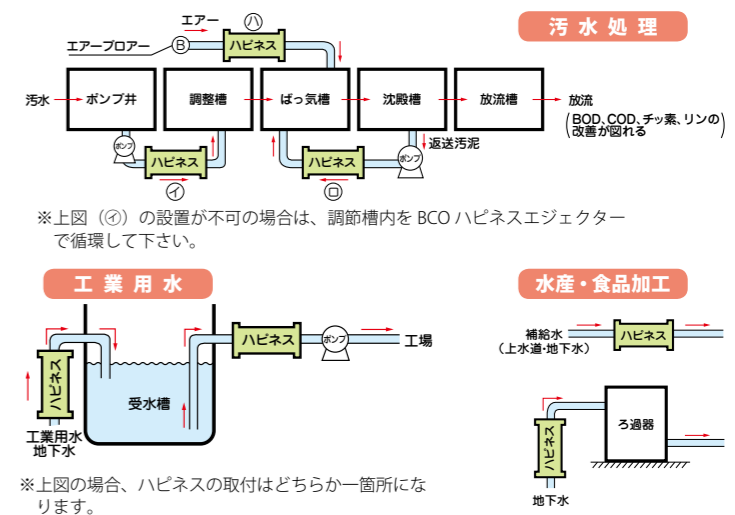 汚水処理
エアー
㋩
エアーブロアー
B
ハピネス
汚水
ポンプ井
調整槽
ばっ気槽
沈殿槽
放流槽
放流
(BOD、COD、チッ素、リンの
改善が図れる)
ポンプ
ハピネス
㋑
ハピネス
㋺
ポンプ
返送汚泥
※上図（㋑）の設置が不可の場合は、調節槽内を BCO ハピネスエジェクター
で循環して下さい。
工業用水
ハピネス
工業用水
地下水
受水槽
ハピネス
ポンプ
工場
※上図の場合、ハピネスの取付はどちらか一箇所にな
ります。
水産・食品加工
補給水
（上水道・地下水）
ハピネス
ハピネス
ろ過器
地下水